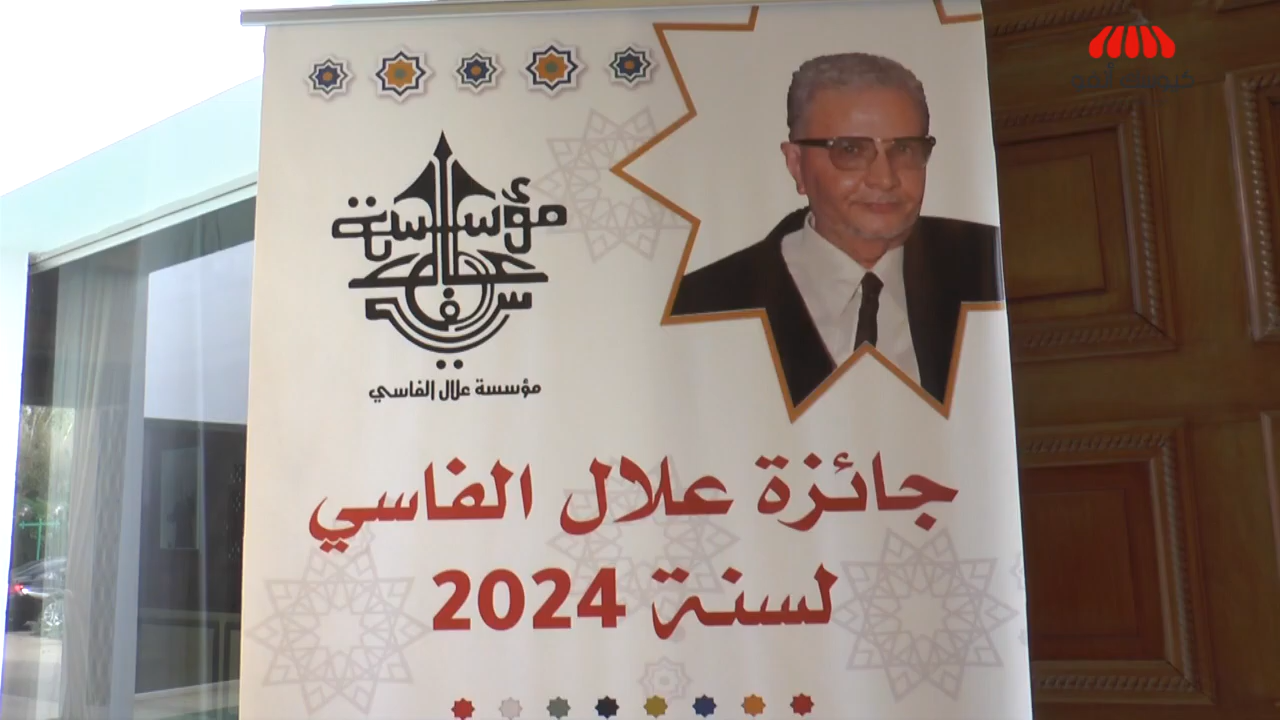 مؤسسة
علال
الفاسي
مؤسسة علال الفاسي
جائزة علال الفاسي
لسنة 2024